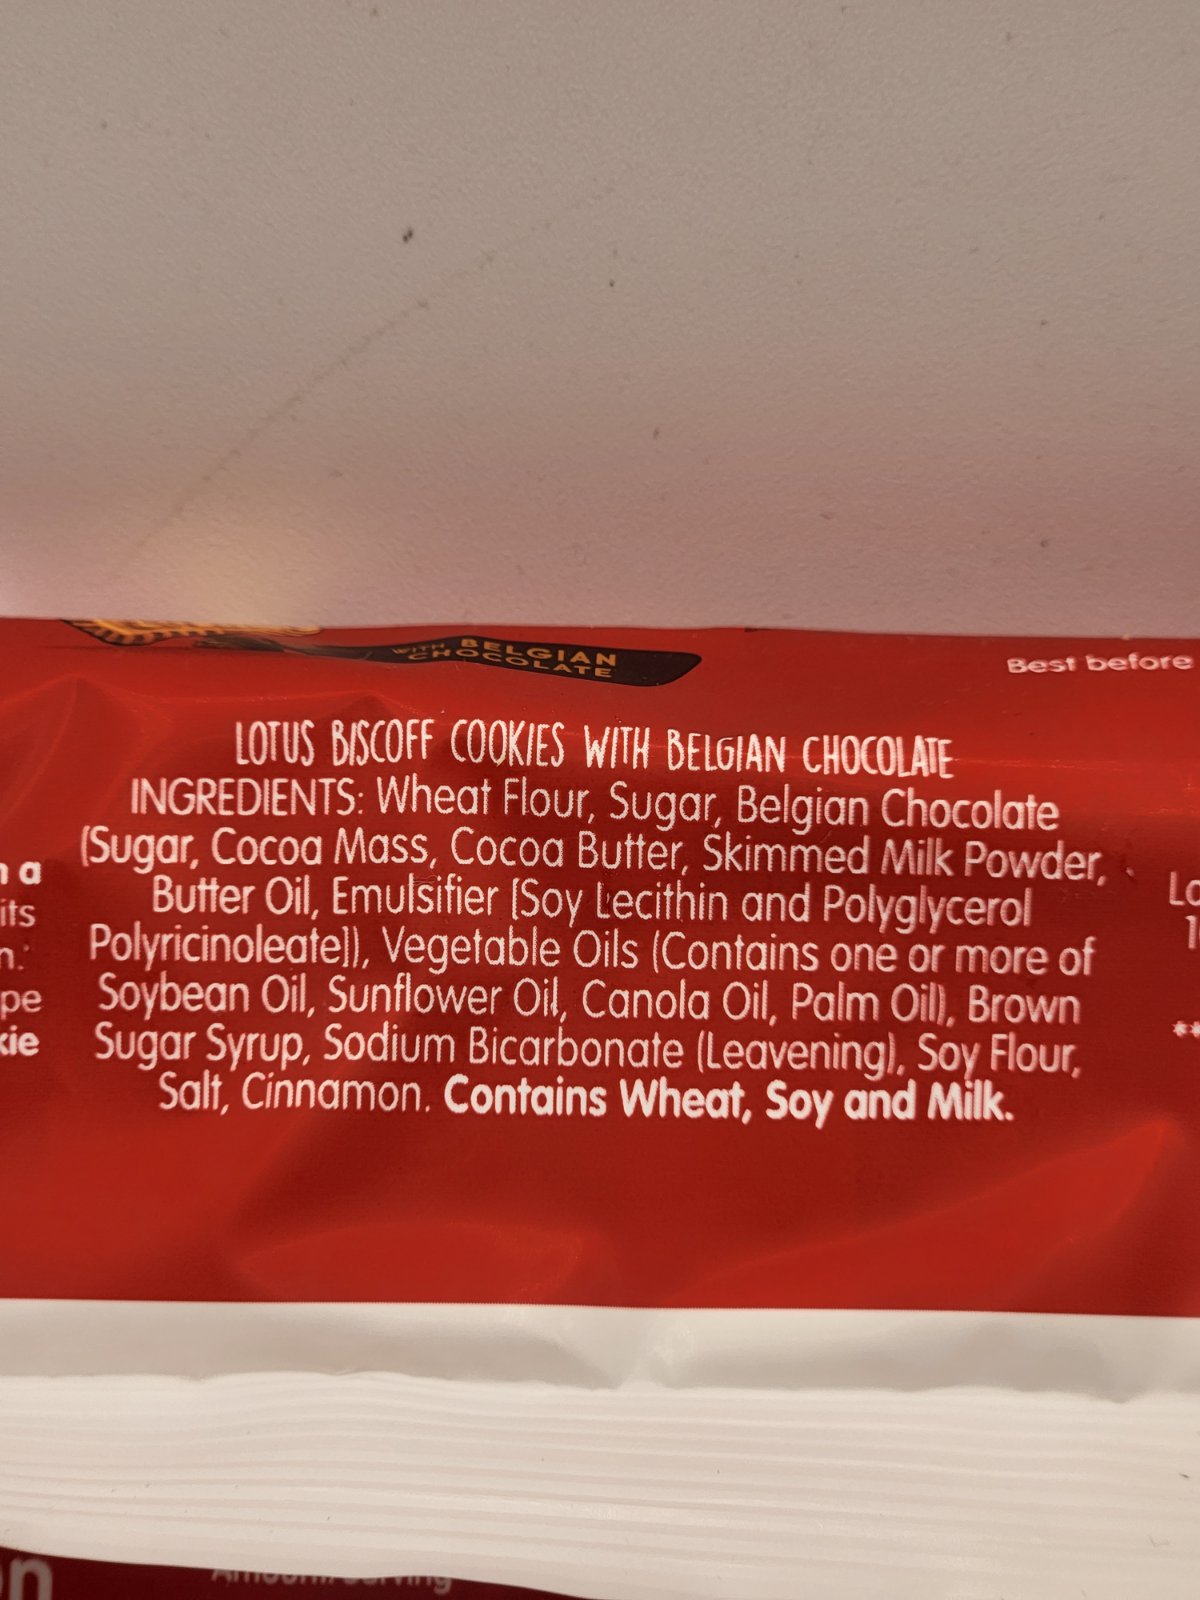 WITH BELGIAN
CHOCOLATE
Best before
LOTUS BISCOFF COOKIES WITH BELGIAN CHOCOLATE
INGREDIENTS: Wheat Flour, Sugar, Belgian Chocolate
(Sugar, Cocoa Mass, Cocoa Butter, Skimmed Milk Powder,
Butter Oil, Emulsifier [Soy Lecithin and Polyglycerol
Polyricinoleate]), Vegetable Oils (Contains one or more of
Soybean Oil, Sunflower Oil, Canola Oil, Palm Oil), Brown
Sugar Syrup, Sodium Bicarbonate (Leavening), Soy Flour,
Salt, Cinnamon. Contains Wheat, Soy and Milk.